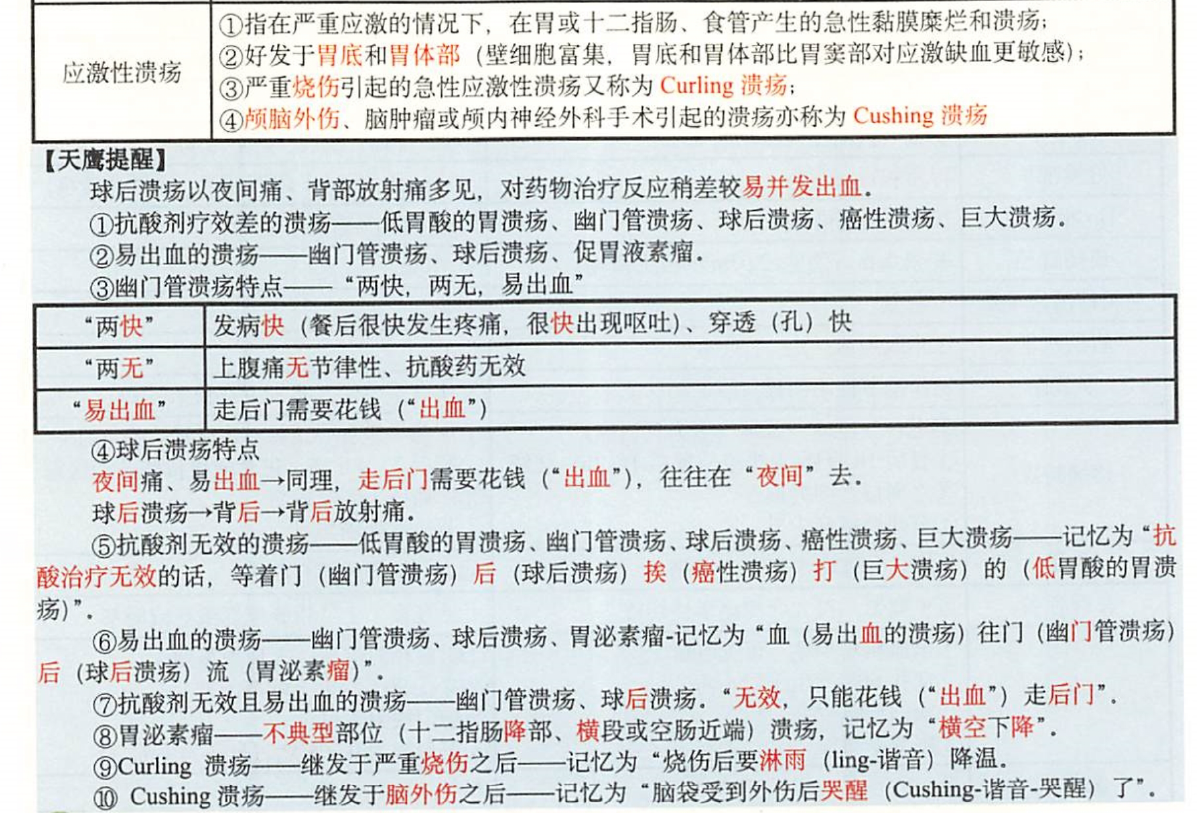 应激性溃疡
①指在严重应激的情况下，在胃或十二指肠、食管产生的急性黏膜糜烂和溃疡；
②好发于胃底和胃体部（壁细胞富集，胃底和胃体部比胃窦部对应激缺血更敏感）；
③严重烧伤引起的急性应激性溃疡又称为 Curling 溃疡；
④颅脑外伤、脑肿瘤或颅内神经外科手术引起的溃疡亦称为 Cushing 溃疡
【天鹰提醒】
球后溃疡以夜间痛、背部放射痛多见，对药物治疗反应稍差较易并发出血．
①抗酸剂疗效差的溃疡——低胃酸的胃溃疡、幽门管溃疡、球后溃疡、癌性溃疡、巨大溃疡．
②易出血的溃疡——幽门管溃疡、球后溃疡、促胃液素瘤．
③幽门管溃疡特点——“两快，两无，易出血”
“两快” 发病快（餐后很快发生疼痛，很快出现呕吐）、穿透（孔）快
“两无” 上腹痛无节律性、抗酸药无效
“易出血” 走后门需要花钱（“出血”）
④球后溃疡特点
夜间痛、易出血→同理，走后门需要花钱（“出血”），往往在“夜间”去．
球后溃疡→背后→背后放射痛．
⑤抗酸剂无效的溃疡——低胃酸的胃溃疡、幽门管溃疡、球后溃疡、癌性溃疡、巨大溃疡——记忆为“抗
酸治疗无效的话，等着门（幽门管溃疡）后（球后溃疡）挨（癌性溃疡）打（巨大溃疡）的（低胃酸的胃溃
疡）”．
⑥易出血的溃疡——幽门管溃疡、球后溃疡、胃泌素瘤-记忆为“血（易出血的溃疡）往门（幽门管溃疡）
后（球后溃疡）流（胃泌素瘤）”．
⑦抗酸剂无效且易出血的溃疡——幽门管溃疡、球后溃疡．“无效，只能花钱（“出血”）走后门”．
⑧胃泌素瘤——不典型部位（十二指肠降部、横段或空肠近端）溃疡，记忆为“横空下降”．
⑨Curling 溃疡——继发于严重烧伤之后——记忆为“烧伤后要淋雨（ling-谐音）降温．
⑩ Cushing 溃疡——继发于脑外伤之后——记忆为“脑袋受到外伤后哭醒（Cushing-谐音-哭醒）了”．